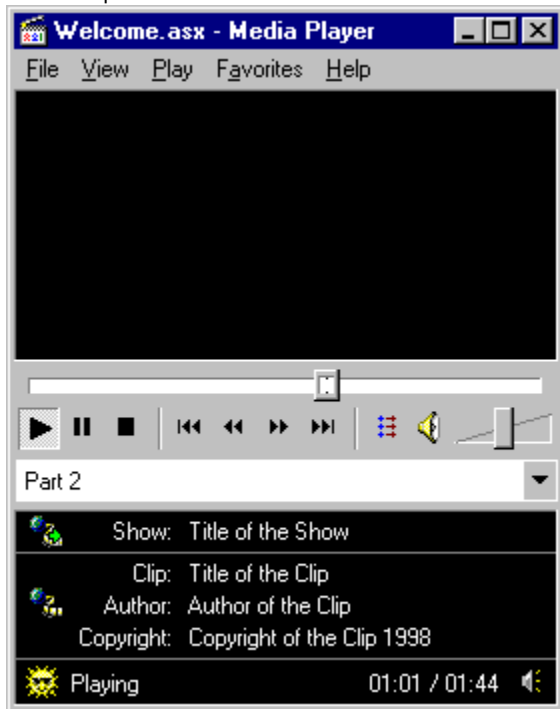 Welcome.asx - Media Player
File View Play Favorites Help
Part 2
Show: Title of the Show
Clip: Title of the Clip
Author: Author of the Clip
Copyright: Copyright of the Clip 1998
Playing 01:01 / 01:44